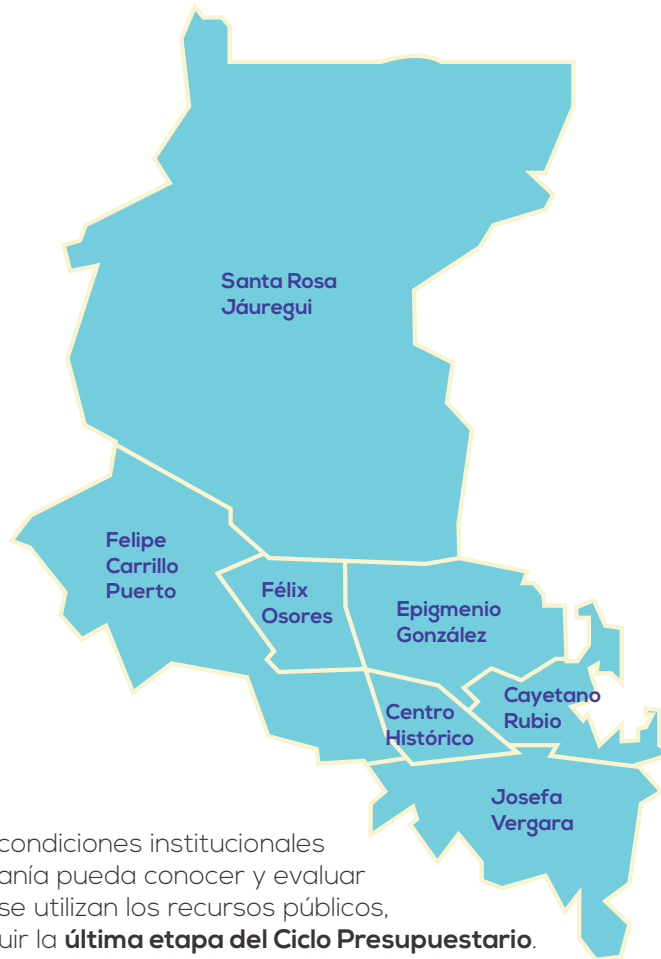 Santa Rosa
Jáuregui
Felipe
Carrillo
Puerto
Félix
Osores
Epigmenio
González
Cayetano
Rubio
Centro
Histórico
Josefa
Vergara
condiciones institucionales
anía pueda conocer y evaluar
se utilizan los recursos públicos,
uir la última etapa del Ciclo Presupuestario.